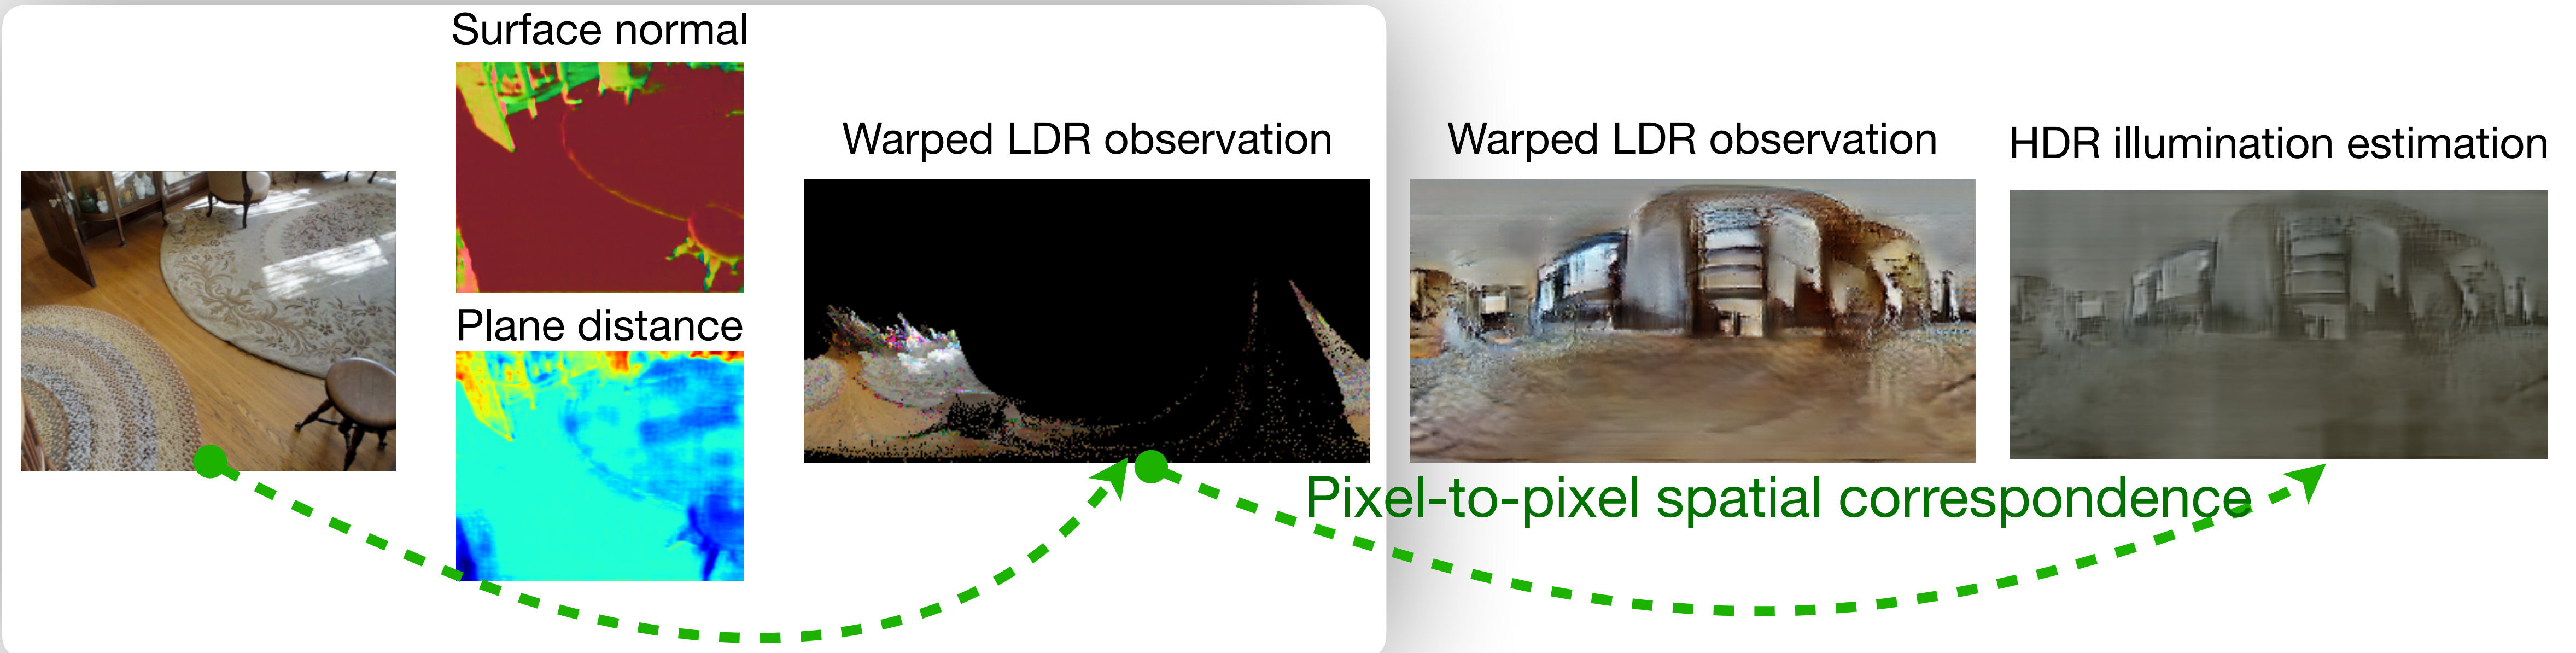 Surface normal
Plane distance
Warped LDR observation
Warped LDR observation
HDR illumination estimation
Pixel-to-pixel spatial correspondence